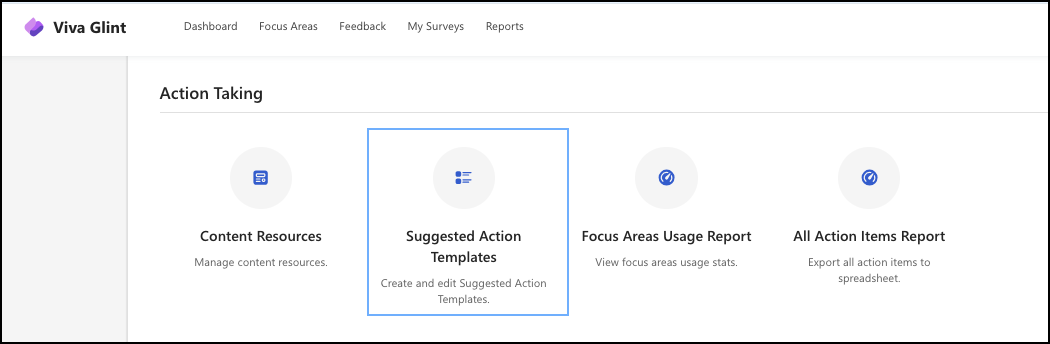 Viva Glint
Dashboard Focus Areas Feedback My Surveys Reports
Action Taking
Content Resources
Manage content resources.
Suggested Action
Templates
Create and edit Suggested Action
Templates.
Focus Areas Usage Report
View focus areas usage stats.
All Action Items Report
Export all action items to
spreadsheet.